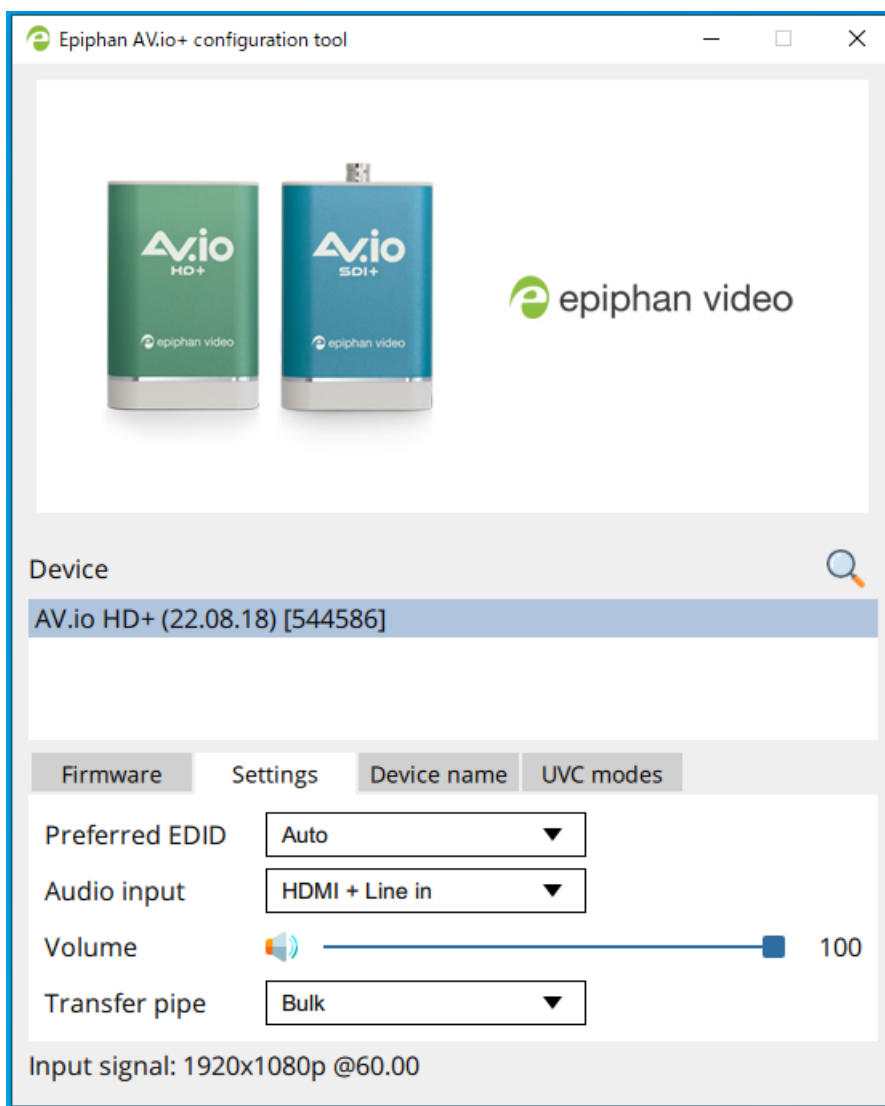 Epiphan AV.io+ configuration tool
AV.io
HD+
epiphan video
AV.io
SDI+
epiphan video
epiphan video
Device
AV.io HD+ (22.08.18) [544586]
Firmware Settings Device name UVC modes
Preferred EDID Auto
Audio input HDMI + Line in
Volume 100
Transfer pipe Bulk
Input signal: 1920x1080p @60.00